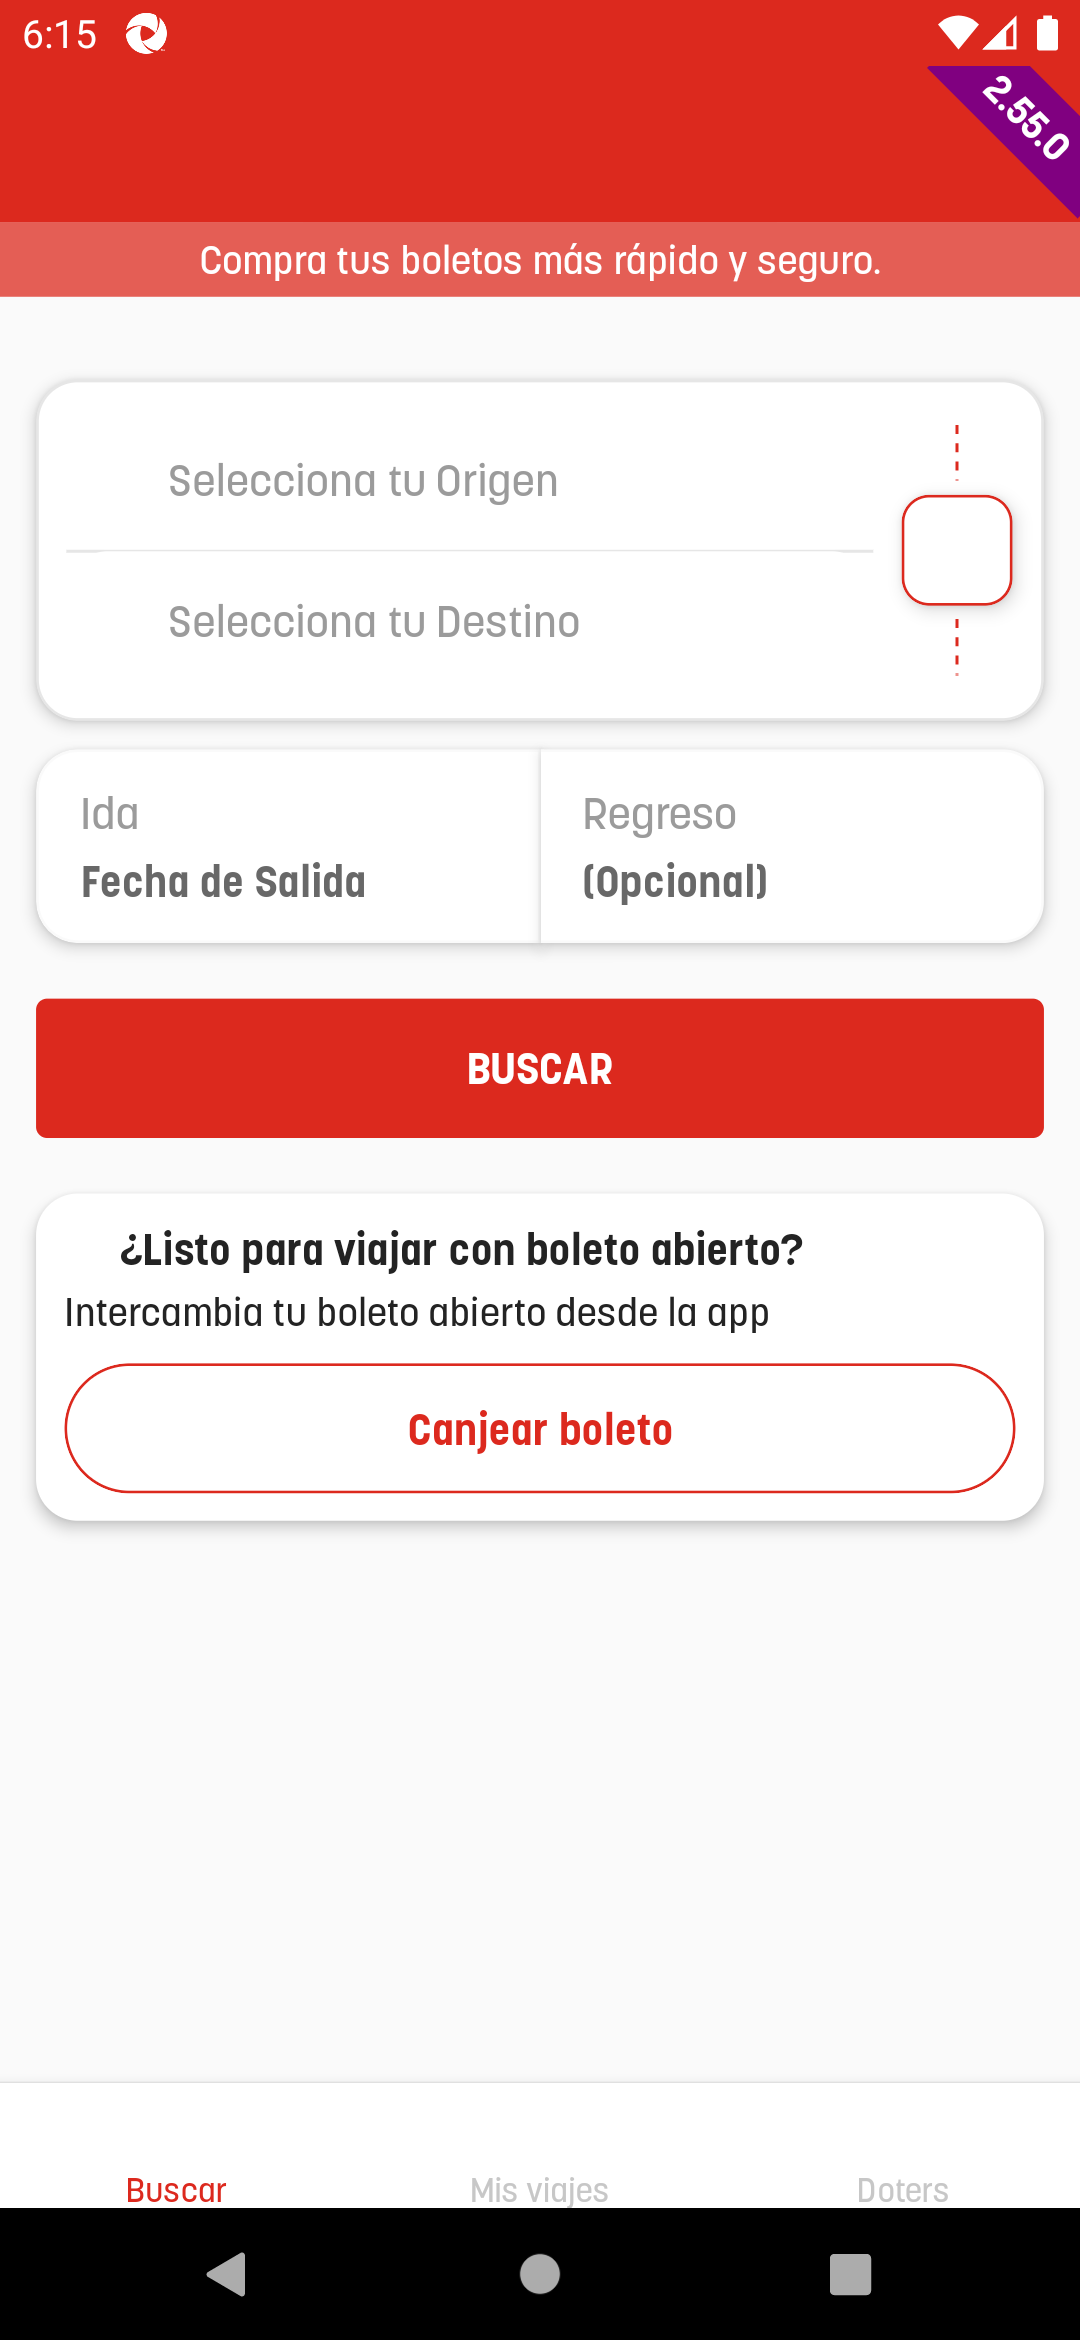 6:15
2.55.0
Compra tus boletos más rápido y seguro.
Selecciona tu Origen
Selecciona tu Destino
Ida
Fecha de Salida
Regreso
(Opcional)
BUSCAR
¿Listo para viajar con boleto abierto?
Intercambia tu boleto abierto desde la app
Canjear boleto
Buscar
Mis viajes
Doters